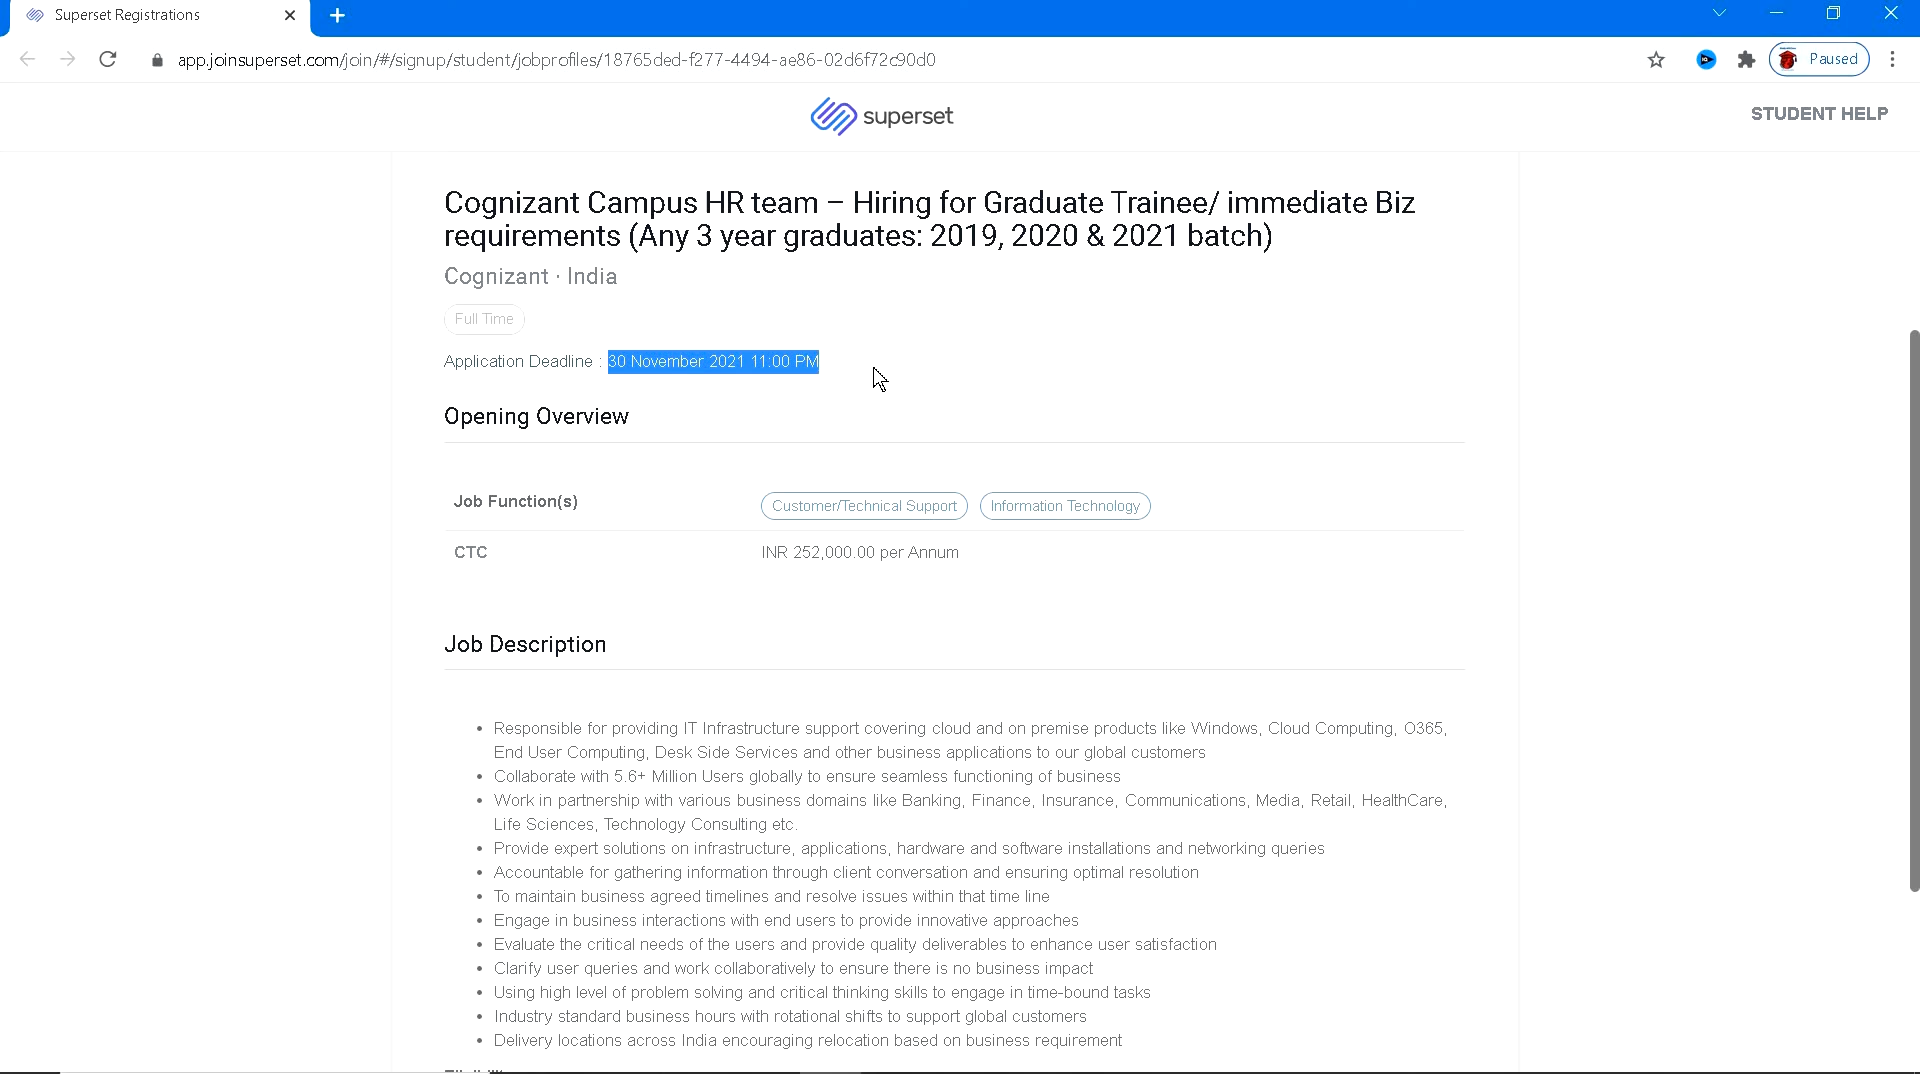 Superset Registrations
app.joinsuperset.com/join/#/signup/student/jobprofiles/18765ded-f277-4494-ae86-02d6f72c90d0
Paused
superset
STUDENT HELP
Cognizant Campus HR team – Hiring for Graduate Trainee/ immediate Biz
requirements (Any 3 year graduates: 2019, 2020 & 2021 batch)
Cognizant · India
Full Time
Application Deadline : 30 November 2021 11:00 PM
Opening Overview
Job Function(s)
Customer/Technical Support
Information Technology
CTC
INR 252,000.00 per Annum
Job Description
• Responsible for providing IT Infrastructure support covering cloud and on premise products like Windows, Cloud Computing, O365,
End User Computing, Desk Side Services and other business applications to our global customers
• Collaborate with 5.6+ Million Users globally to ensure seamless functioning of business
• Work in partnership with various business domains like Banking, Finance, Insurance, Communications, Media, Retail, HealthCare,
Life Sciences, Technology Consulting etc.
• Provide expert solutions on infrastructure, applications, hardware and software installations and networking queries
• Accountable for gathering information through client conversation and ensuring optimal resolution
• To maintain business agreed timelines and resolve issues within that time line
• Engage in business interactions with end users to provide innovative approaches
• Evaluate the critical needs of the users and provide quality deliverables to enhance user satisfaction
• Clarify user queries and work collaboratively to ensure there is no business impact
• Using high level of problem solving and critical thinking skills to engage in time-bound tasks
• Industry standard business hours with rotational shifts to support global customers
• Delivery locations across India encouraging relocation based on business requirement